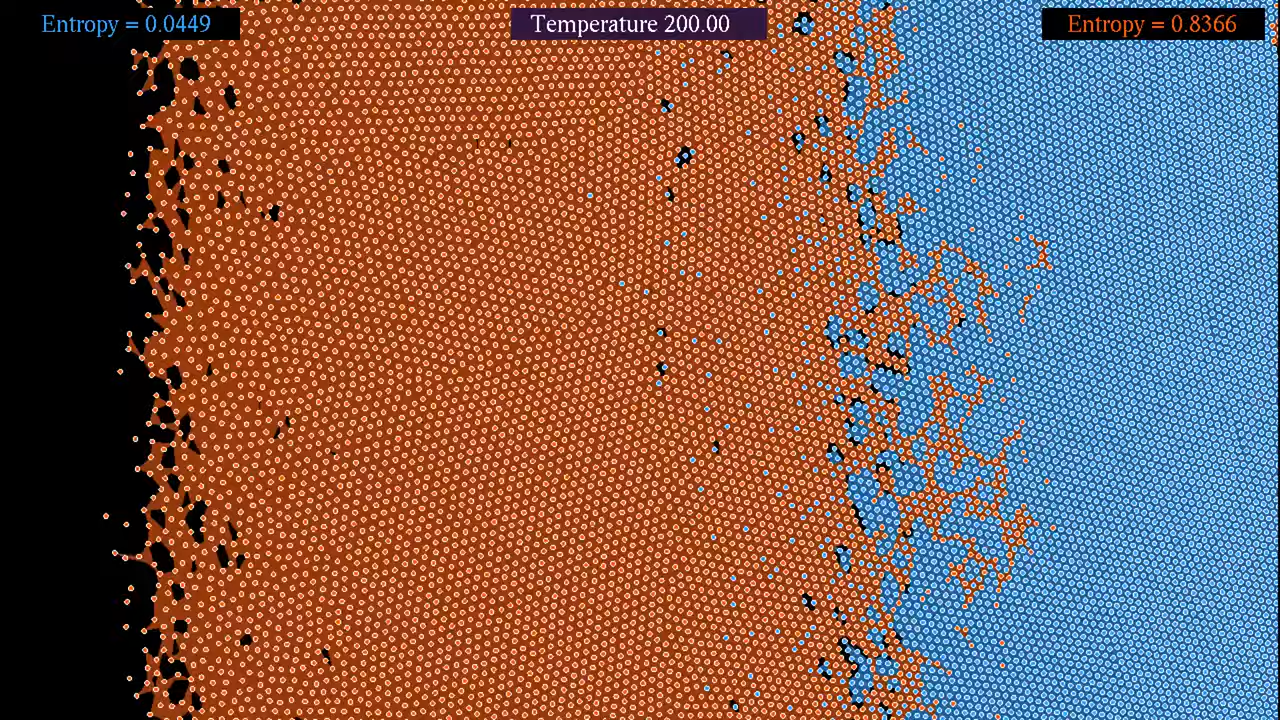 Entropy = 0.0449
Temperature 200.00
Entropy = 0.8366